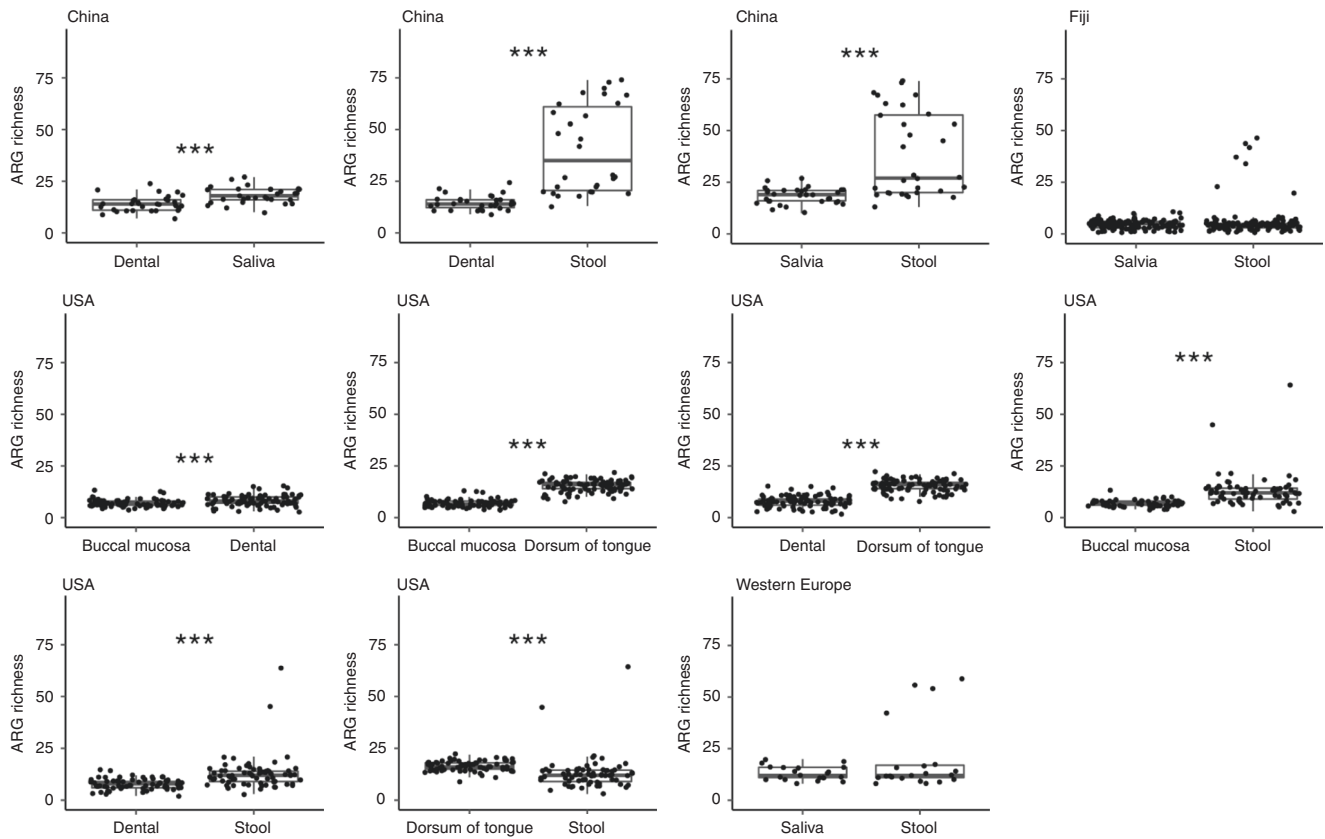 China
ARG richness
75
50
25
0
***
Dental
Saliva
China
ARG richness
75
50
25
0
***
Dental
Stool
China
ARG richness
75
50
25
0
***
Salvia
Stool
Fiji
ARG richness
75
50
25
0
Salvia
Stool
USA
ARG richness
75
50
25
0
***
Buccal mucosa
Dental
USA
ARG richness
75
50
25
0
***
Buccal mucosa
Dorsum of tongue
USA
ARG richness
75
50
25
0
***
Dental
Dorsum of tongue
USA
ARG richness
75
50
25
0
***
Buccal mucosa
Stool
USA
ARG richness
75
50
25
0
***
Dental
Stool
USA
ARG richness
75
50
25
0
***
Dorsum of tongue
Stool
Western Europe
ARG richness
75
50
25
0
Saliva
Stool